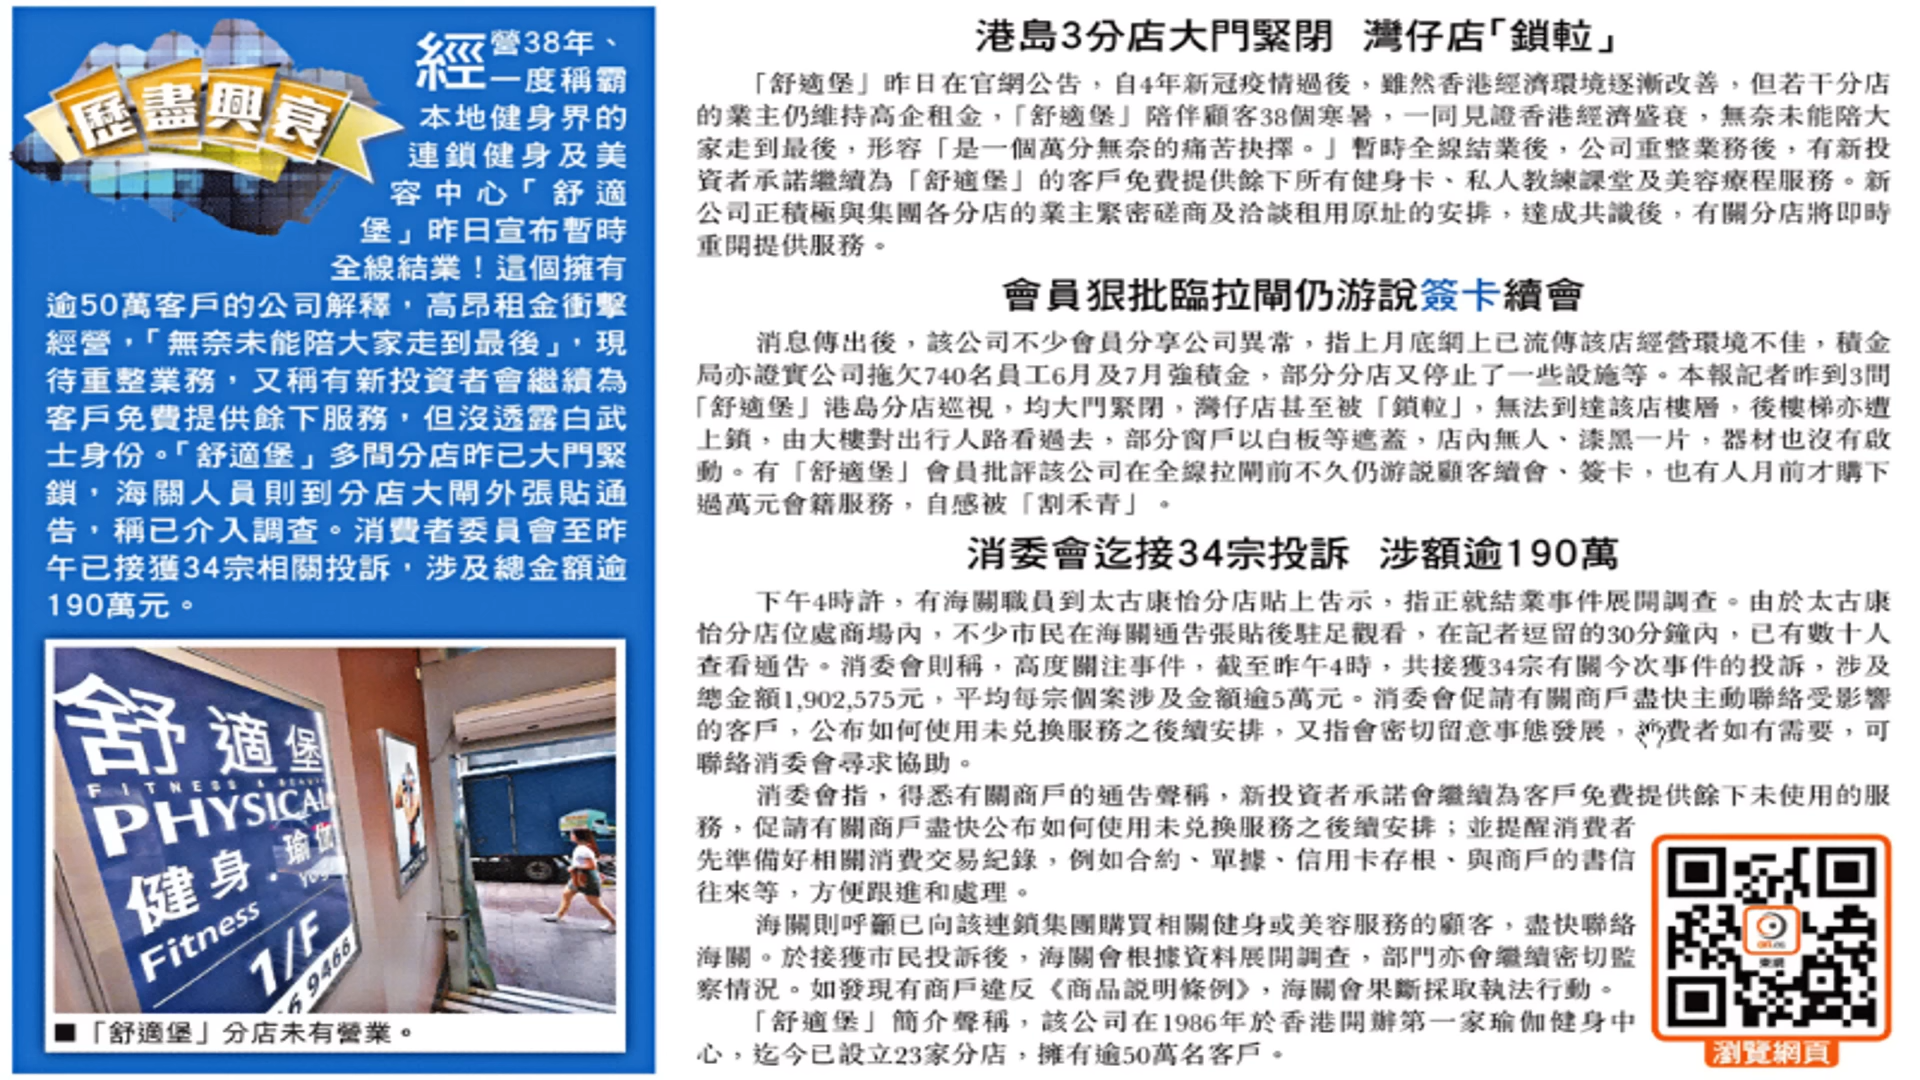 歷盡興衰
經營38年、
一度稱霸
本地健身界的
連鎖健身及美
容中心「舒適
堡」昨日宣布暫時
全線結業！這個擁有
逾50萬客戶的公司解釋，高昂租金衝擊
經營，「無奈未能陪大家走到最後」，現
待重整業務，又稱有新投資者會繼續為
客戶免費提供餘下服務，但沒透露白武
士身份。「舒適堡」多間分店昨已大門緊
鎖，海關人員則到分店大閘外張貼通
告，稱已介入調查。消費者委員會至昨
午已接獲34宗相關投訴，涉及總金額逾
190萬元。
舒適堡
FITNESS & BEAUTY
PHYSICAL
健身·瑜伽
Fitness
1/F
6 9466
■「舒適堡」分店未有營業。
港島3分店大門緊閉 灣仔店「鎖𨋢」
「舒適堡」昨日在官網公告，自4年新冠疫情過後，雖然香港經濟環境逐漸改善，但若干分店
的業主仍維持高企租金，「舒適堡」陪伴顧客38個寒暑，一同見證香港經濟盛衰，無奈未能陪大
家走到最後，形容「是一個萬分無奈的痛苦抉擇。」暫時全線結業後，公司重整業務後，有新投
資者承諾繼續為「舒適堡」的客戶免費提供餘下所有健身卡、私人教練課堂及美容療程服務。新
公司正積極與集團各分店的業主緊密磋商及洽談租用原址的安排，達成共識後，有關分店將即時
重開提供服務。
會員狠批臨拉閘仍游說簽卡續會
消息傳出後，該公司不少會員分享公司異常，指上月底網上已流傳該店經營環境不佳，積金
局亦證實公司拖欠740名員工6月及7月強積金，部分分店又停止了一些設施等。本報記者昨到3間
「舒適堡」港島分店巡視，均大門緊閉，灣仔店甚至被「鎖𨋢」，無法到達該店樓層，後樓梯亦遭
上鎖，由大樓對出行人路看過去，部分窗戶以白板等遮蓋，店內無人、漆黑一片，器材也沒有啟
動。有「舒適堡」會員批評該公司在全線拉閘前不久仍游說顧客續會、簽卡，也有人月前才購下
過萬元會籍服務，自感被「割禾青」。
消委會迄接34宗投訴 涉額逾190萬
下午4時許，有海關職員到太古康怡分店貼上告示，指正就結業事件展開調查。由於太古康
怡分店位處商場內，不少市民在海關通告張貼後駐足觀看，在記者逗留的30分鐘內，已有數十人
查看通告。消委會則稱，高度關注事件，截至昨午4時，共接獲34宗有關今次事件的投訴，涉及
總金額1,902,575元，平均每宗個案涉及金額逾5萬元。消委會促請有關商戶盡快主動聯絡受影響
的客戶，公布如何使用未兌換服務之後續安排，又指會密切留意事態發展，費者如有需要，可
聯絡消委會尋求協助。
消委會指，得悉有關商戶的通告聲稱，新投資者承諾會繼續為客戶免費提供餘下未使用的服
務，促請有關商戶盡快公布如何使用未兌換服務之後續安排；並提醒消費者
先準備好相關消費交易紀錄，例如合約、單據、信用卡存根、與商戶的書信
往來等，方便跟進和處理。
海關則呼籲已向該連鎖集團購買相關健身或美容服務的顧客，盡快聯絡
海關。於接獲市民投訴後，海關會根據資料展開調查，部門亦會繼續密切監
察情況。如發現有商戶違反《商品說明條例》，海關會果斷採取執法行動。
「舒適堡」簡介聲稱，該公司在1986年於香港開辦第一家瑜伽健身中
心，迄今已設立23家分店，擁有逾50萬名客戶。
on.cc
東網
瀏覽網頁